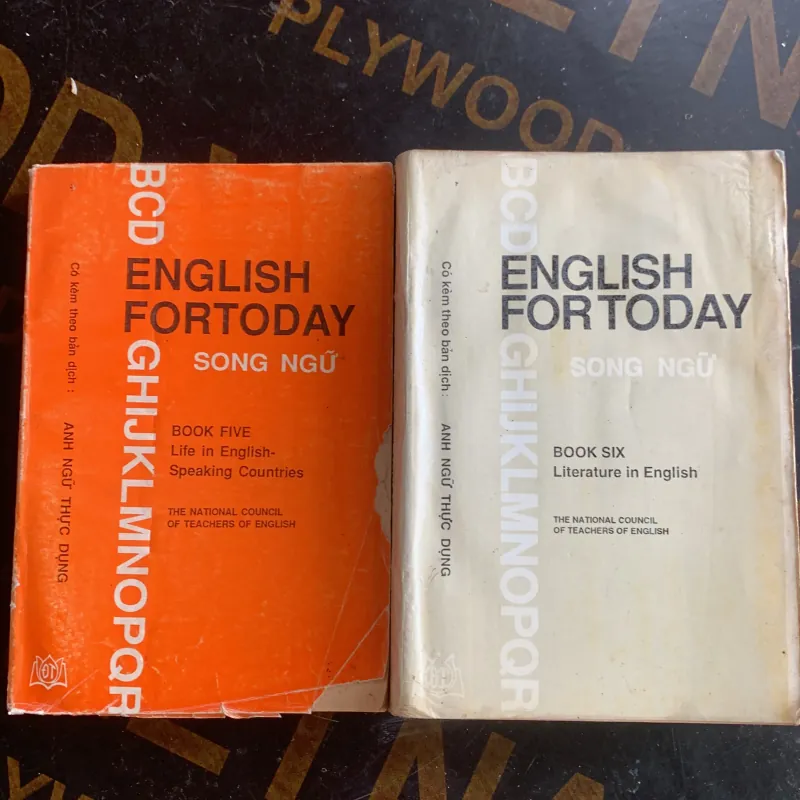 PLYWOOD
BCD
ENGLISH
FORTODAY
SONG NGỮ
GHIJKLMNOPQR
Có kèm theo bản dịch :
ANH NGỮ THỰC DỤNG
BOOK FIVE
Life in English-
Speaking Countries
THE NATIONAL COUNCIL
OF TEACHERS OF ENGLISH
BCD
ENGLISH
FOR TODAY
SONG NGỮ
GHIJKLMNOPQR
Có kèm theo bản dịch :
ANH NGỮ THỰC DỤNG
BOOK SIX
Literature in English
THE NATIONAL COUNCIL
OF TEACHERS OF ENGLISH